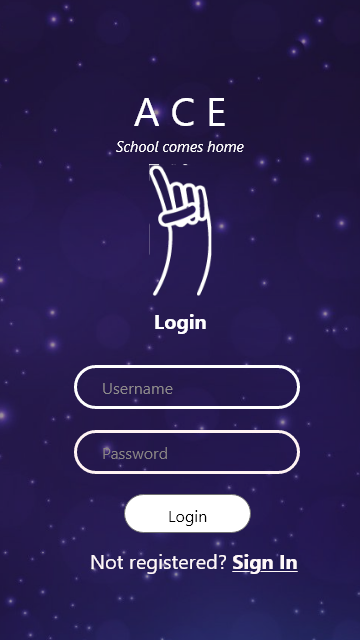 A C E
School comes home
Login
Username
Password
Login
Not registered? Sign In